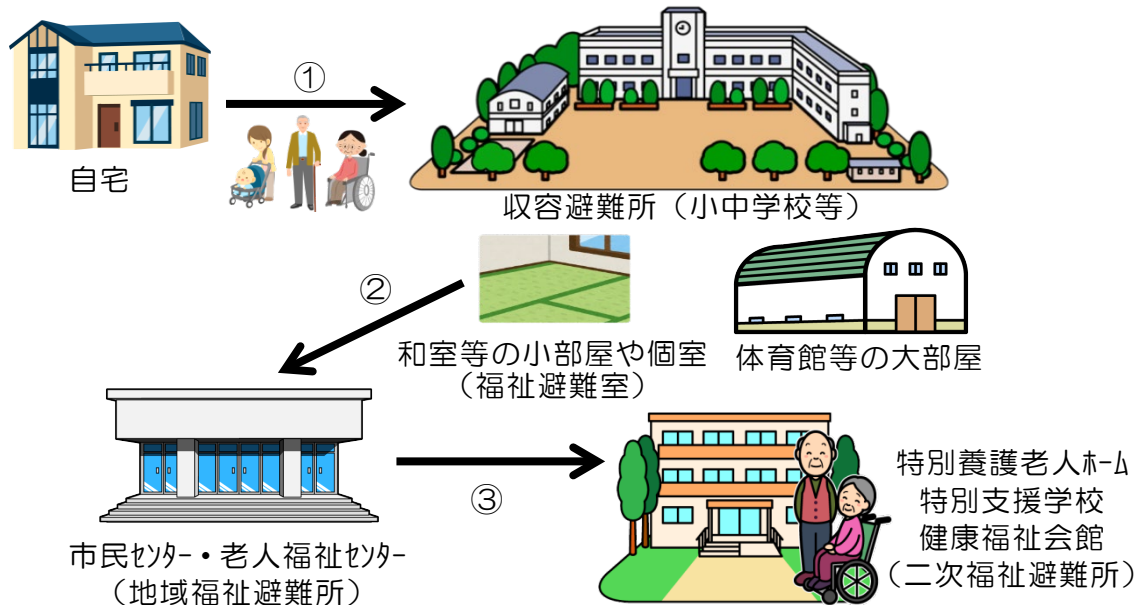 ①
自宅
収容避難所（小中学校等）
②
和室等の小部屋や個室
（福祉避難室）
体育館等の大部屋
市民ｾﾝﾀｰ・老人福祉ｾﾝﾀｰ
（地域福祉避難所）
③
特別養護老人ﾎｰﾑ
特別支援学校
健康福祉会館
（二次福祉避難所）